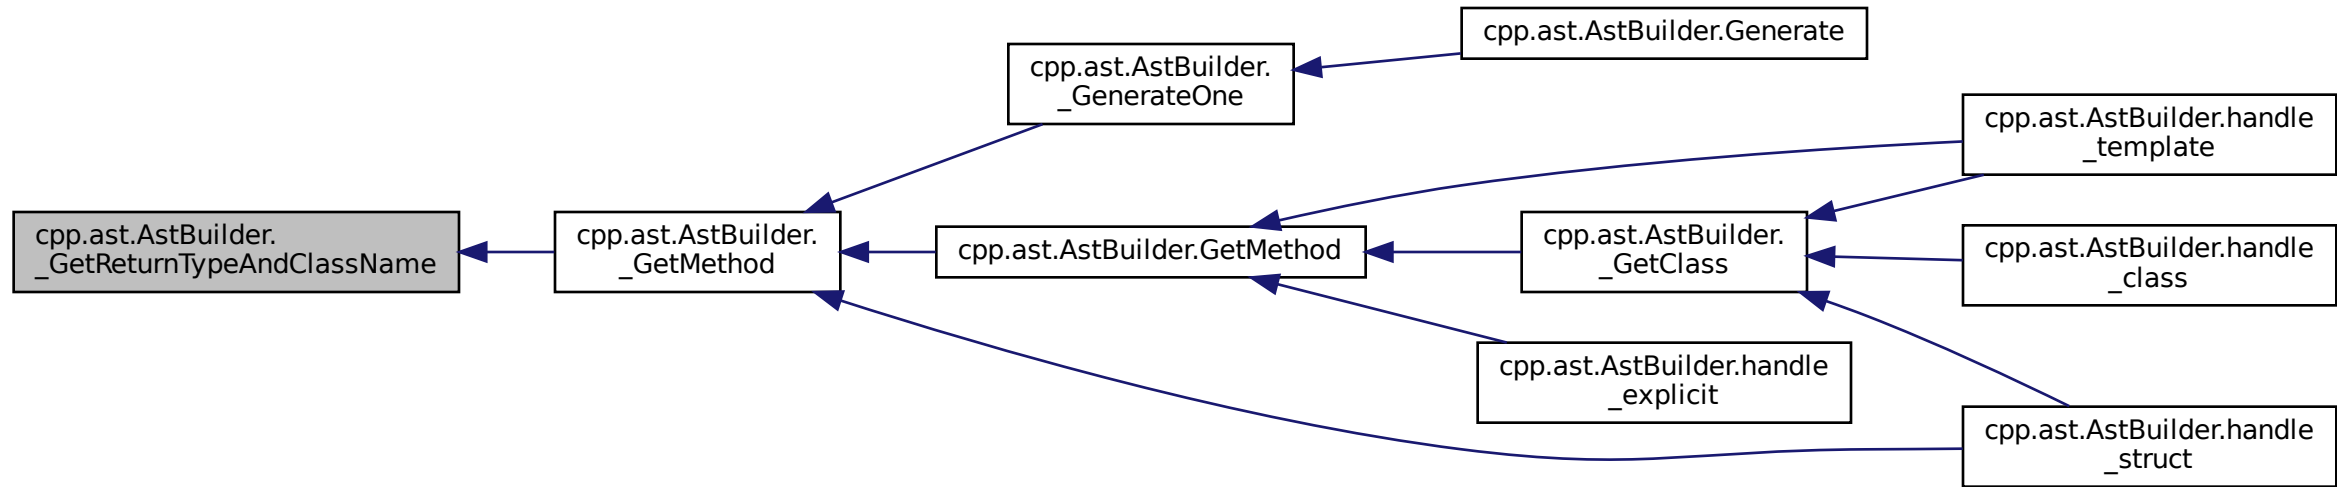 cpp.ast.AstBuilder.Generate
cpp.ast.AstBuilder.
_GenerateOne
cpp.ast.AstBuilder.handle
_template
cpp.ast.AstBuilder.
_GetReturnTypeAndClassName
cpp.ast.AstBuilder.
_GetMethod
cpp.ast.AstBuilder.GetMethod
cpp.ast.AstBuilder.
_GetClass
cpp.ast.AstBuilder.handle
_class
cpp.ast.AstBuilder.handle
_explicit
cpp.ast.AstBuilder.handle
_struct